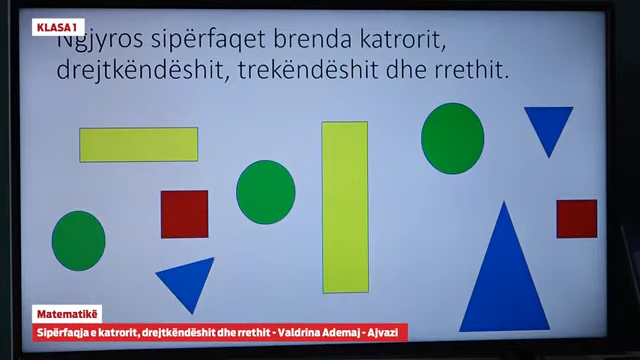 KLASA 1
Ngjyros sipërfaqet brenda katrorit,
drejtkëndëshit, trekëndëshit dhe rrethit.
Matematikë
Sipërfaqja e katrorit, drejtkëndëshit dhe rrethit - Valdrina Ademaj - Ajvazi